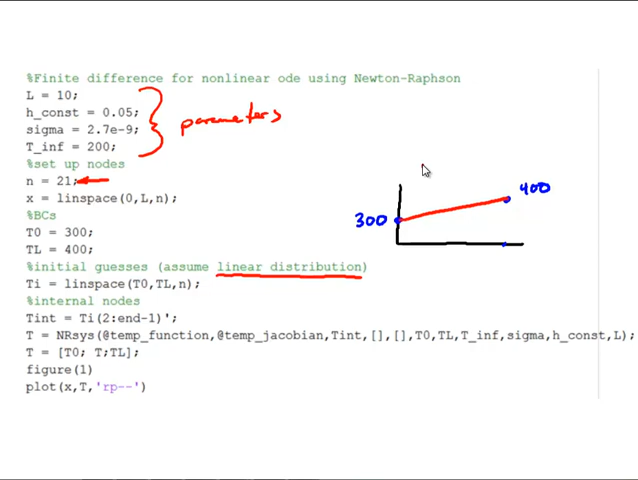 %Finite difference for nonlinear ode using Newton-Raphson
L = 10;
h_const = 0.05;
sigma = 2.7e-9;
parameters
T_inf = 200;
%set up nodes
n = 21;
x = linspace(0,L,n);
%BCs
T0 = 300;
TL = 400;
%initial guesses (assume linear distribution)
Ti = linspace(T0,TL,n);
%internal nodes
Tint = Ti(2:end-1)';
T = NRsys(@temp_function,@temp_jacobian,Tint,[],[],T0,TL,T_inf,sigma,h_const,L);
T = [T0; T;TL];
figure(1)
plot(x,T,'rp--')
400
300